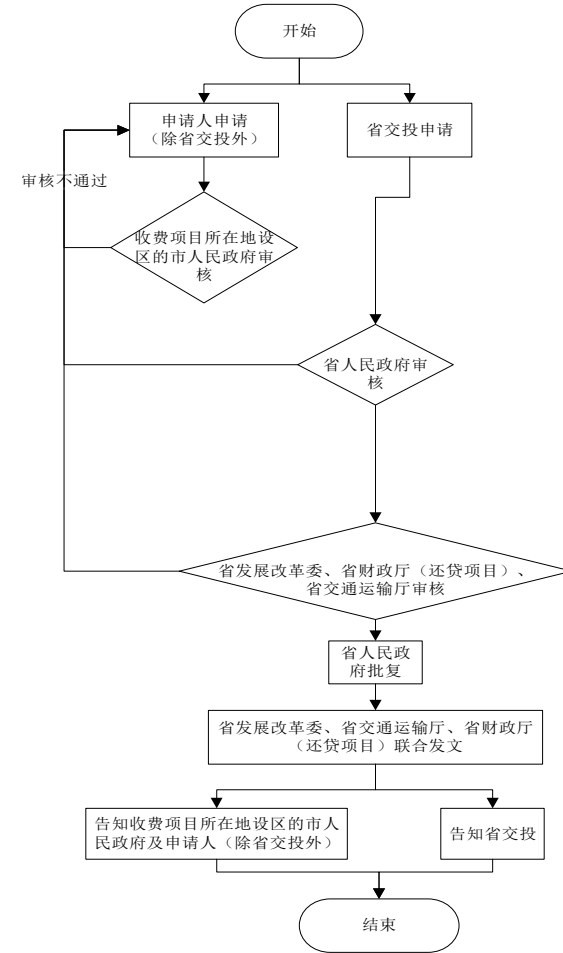 开始
申请人申请
（除省交投外）
省交投申请
审核不通过
收费项目所在地设
区的市人民政府审
核
省人民政府审
核
省发展改革委、省财政厅（还贷项目）、
省交通运输厅审核
省人民政
府批复
省发展改革委、省交通运输厅、省财政厅
（还贷项目）联合发文
告知收费项目所在地设区的市人
民政府及申请人（除省交投外）
告知省交投
结束